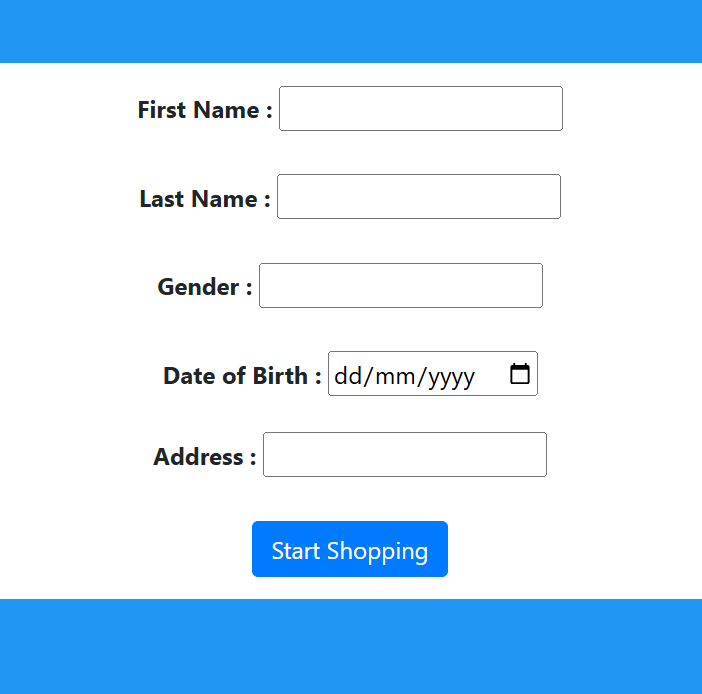 First Name :
Last Name :
Gender :
Date of Birth : dd/mm/yyyy
Address :
Start Shopping